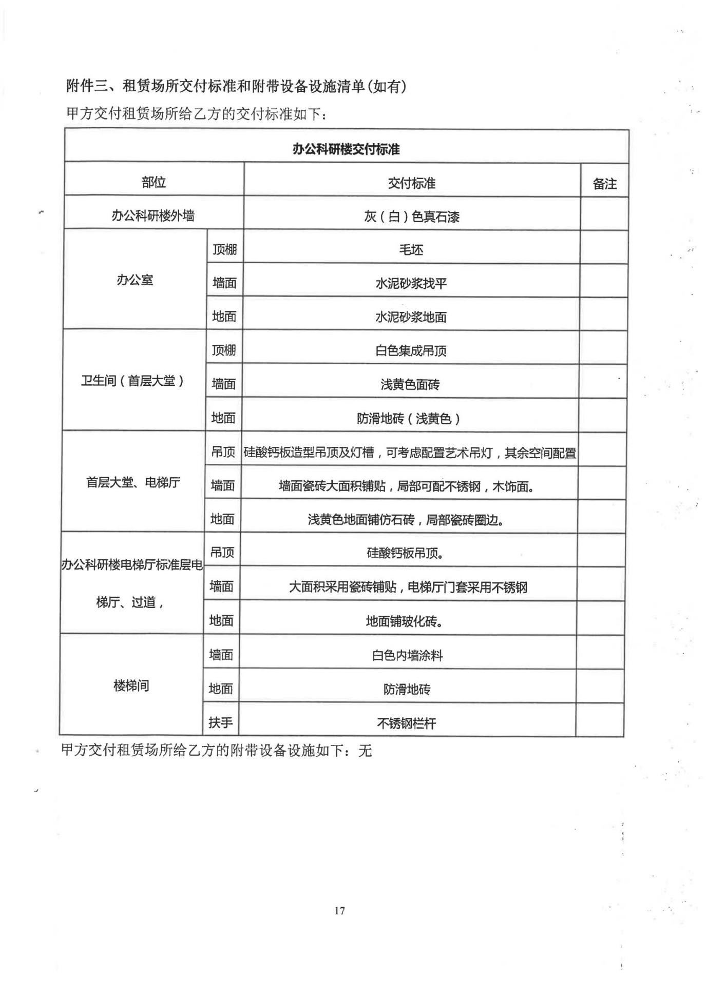 附件三、租赁场所交付标准和附带设备设施清单(如有)
甲方交付租赁场所给乙方的交付标准如下：
办公科研楼交付标准
部位 交付标准 备注
办公科研楼外墙 灰（白）色真石漆
办公室 顶棚 毛坯
墙面 水泥砂浆找平
地面 水泥砂浆地面
卫生间（首层大堂） 顶棚 白色集成吊顶
墙面 浅黄色面砖
地面 防滑地砖（浅黄色）
首层大堂、电梯厅 吊顶 硅酸钙板造型吊顶及灯槽，可考虑配置艺术吊灯，其余空间配置
墙面 墙面瓷砖大面积铺贴，局部可配不锈钢，木饰面。
地面 浅黄色地面铺仿石砖，局部瓷砖圈边。
办公科研楼电梯厅标准层电
梯厅、过道，
吊顶 硅酸钙板吊顶。
墙面 大面积采用瓷砖铺贴，电梯厅门套采用不锈钢
地面 地面铺玻化砖。
楼梯间 墙面 白色内墙涂料
地面 防滑地砖
扶手 不锈钢栏杆
甲方交付租赁场所给乙方的附带设备设施如下：无
17